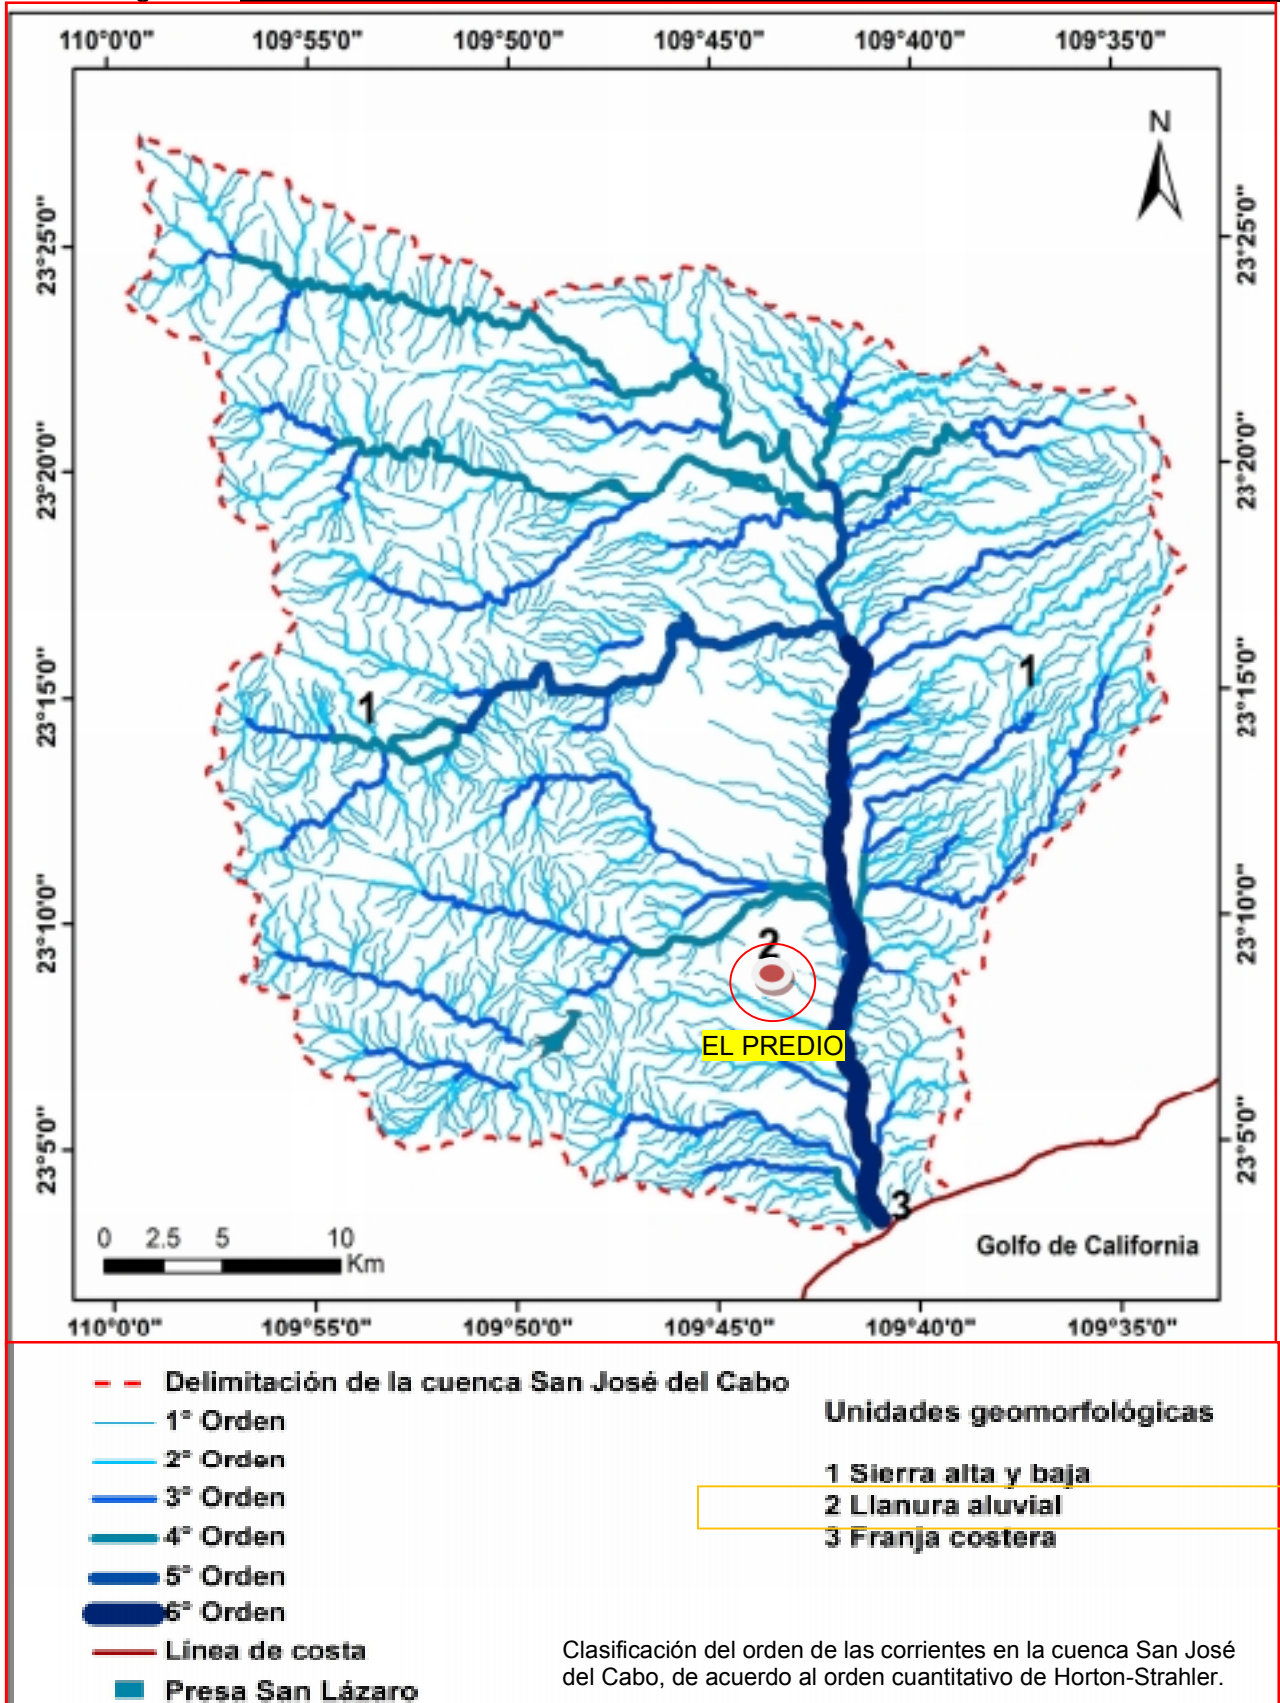 110°0'0" 109°55'0" 109°50'0" 109°45'0" 109°40'0" 109°35'0"
N
23°25'0" 23°25'0"
23°20'0" 23°20'0"
23°15'0" 23°15'0"
1 1
23°10'0" 23°10'0"
2
EL PREDIO
23°5'0" 23°5'0"
3
0 2.5 5 10
Km
Golfo de California
110°0'0" 109°55'0" 109°50'0" 109°45'0" 109°40'0" 109°35'0"
Delimitación de la cuenca San José del Cabo
1° Orden
2° Orden
3° Orden
4° Orden
5° Orden
6° Orden
Línea de costa
Presa San Lázaro
Unidades geomorfológicas
1 Sierra alta y baja
2 Llanura aluvial
3 Franja costera
Clasificación del orden de las corrientes en la cuenca San José
del Cabo, de acuerdo al orden cuantitativo de Horton-Strahler.